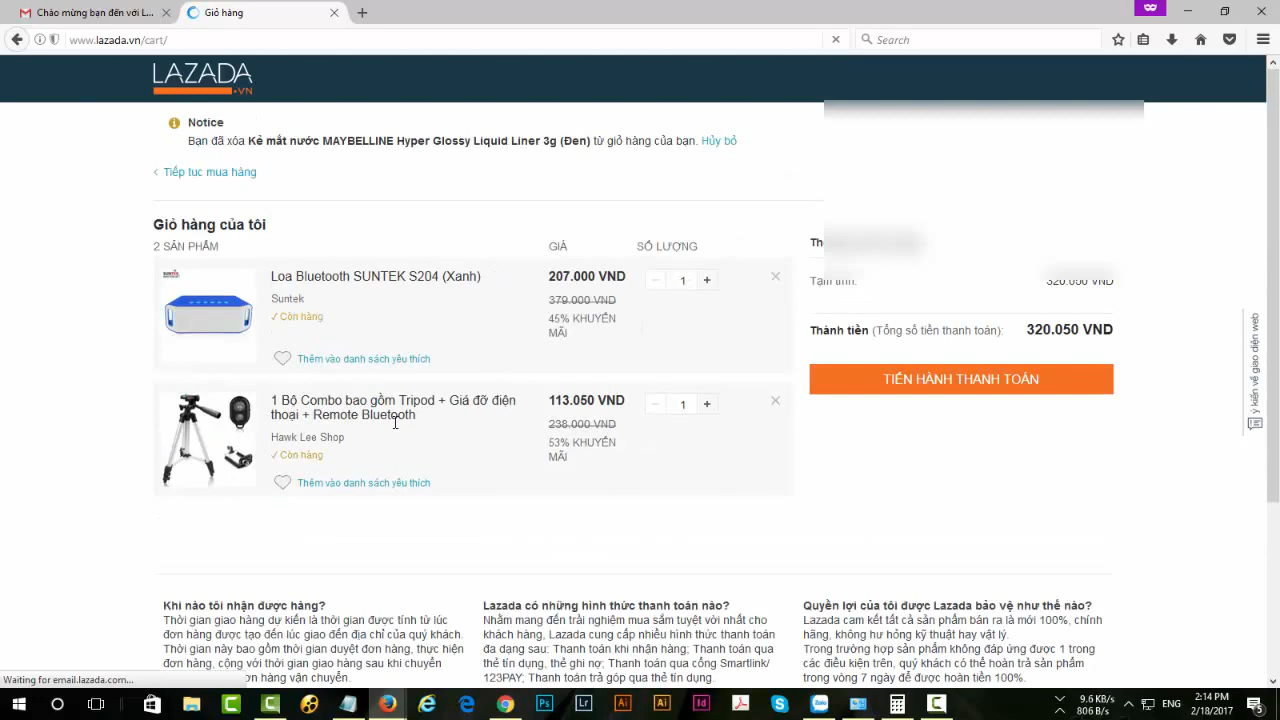 Chào mừng bạn đến với L...
Giỏ hàng
www.lazada.vn/cart/
Search
LAZADA
.VN
Notice
Bạn đã xóa Kẻ mắt nước MAYBELLINE Hyper Glossy Liquid Liner 3g (Đen) từ giỏ hàng của bạn. Hủy bỏ
Tiếp tục mua hàng
Giỏ hàng của tôi
2 SẢN PHẨM
GIÁ
SỐ LƯỢNG
SUNTEK
Loa Bluetooth SUNTEK S204 (Xanh)
Suntek
✓ Còn hàng
Thêm vào danh sách yêu thích
207.000 VND
379.000 VND
45% KHUYẾN
MÃI
1
1 Bộ Combo bao gồm Tripod + Giá đỡ điện
thoại + Remote Bluetooth
Hawk Lee Shop
✓ Còn hàng
Thêm vào danh sách yêu thích
113.050 VND
238.000 VND
53% KHUYẾN
MÃI
1
Tạm tính:
320.050 VND
Thành tiền (Tổng số tiền thanh toán):
320.050 VND
TIẾN HÀNH THANH TOÁN
ý kiến về giao diện web
Khi nào tôi nhận được hàng?
Thời gian giao hàng dự kiến là thời gian được tính từ lúc
đơn hàng được tạo đến lúc giao đến địa chỉ của quý khách.
Thời này bao gồm thời gian duyệt đơn hàng, thực hiện
đơn hàng, cộng với thời gian giao hàng sau khi chuyển
đơn hàng vận chuyển.
Lazada có những hình thức thanh toán nào?
Nhằm mang đến trải nghiệm mua sắm tuyệt vời nhất cho
khách hàng, Lazada cung cấp nhiều hình thức thanh toán
đa dạng sau: Thanh toán khi nhận hàng; Thanh toán qua
thẻ tín dụng, thẻ ghi nợ; Thanh toán qua cổng Smartlink/
123PAY; Thanh toán trả góp qua thẻ tín dụng.
Quyền lợi của tôi được Lazada bảo vệ như thế nào?
Lazada cam kết tất cả sản phẩm bán ra là mới 100%, chính
hãng, không hư hỏng kỹ thuật hay vật lý.
Trong trường hợp sản phẩm không đáp ứng được 1 trong
các điều kiện trên, quý khách có thể hoàn trả sản phẩm
trong vòng 7 ngày để được hoàn tiền 100%.
Waiting for email.lazada.com...
9.6 KB/s
806 B/s
ENG
2:14 PM
2/18/2017